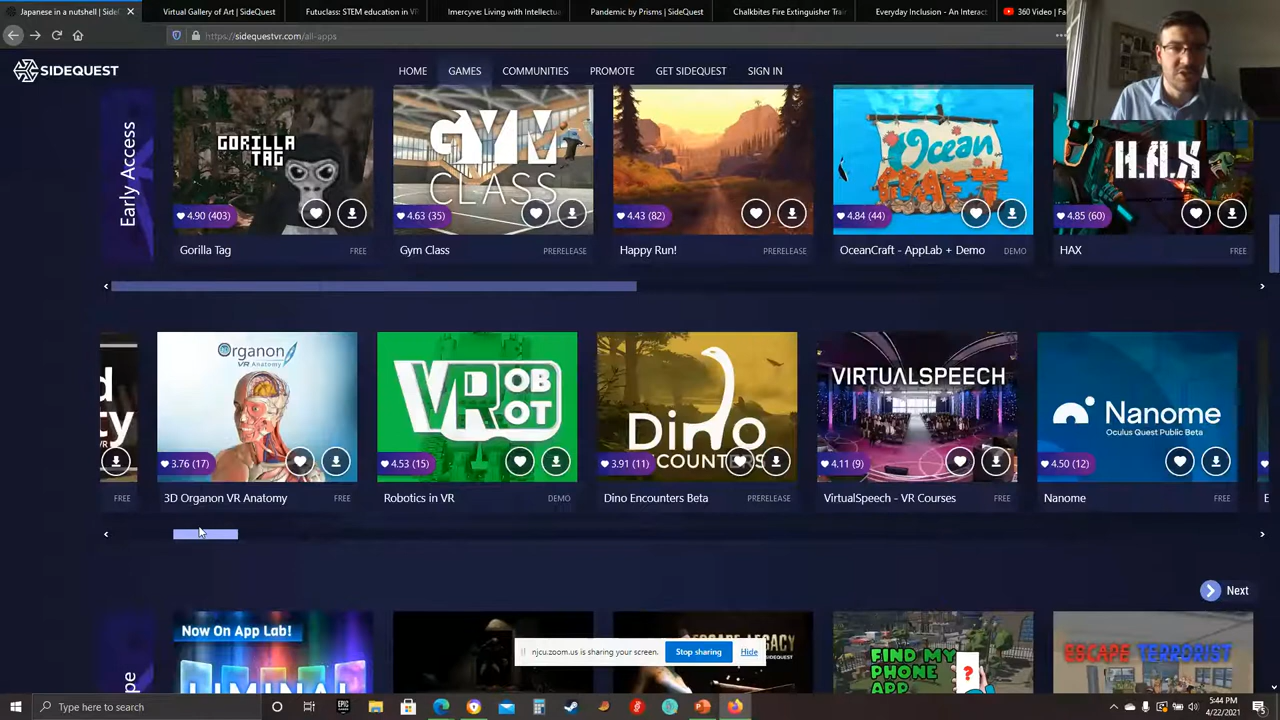 Japanese in a nutshell | Side
Virtual Gallery of Art | SideQuest
Futuclass: STEM education in VR
Imercyve: Living with Intellectual
Pandemic by Prisms | SideQuest
Chalkbites Fire Extinguisher Train
Everyday Inclusion - An Interact
360 Video | Fa
https://sidequestvr.com/all-apps
SIDEQUEST
HOME GAMES COMMUNITIES PROMOTE GET SIDEQUEST SIGN IN
Early Access
GORILLA
TAG
4.90 (403)
Gorilla Tag FREE
GYM
CLASS
4.63 (35)
Gym Class PRERELEASE
4.43 (82)
Happy Run! PRERELEASE
Ocean
CRAFT
4.84 (44)
OceanCraft - AppLab + Demo DEMO
H.A.X
4.85 (60)
HAX FREE
FREE
Organon
VR Anatomy
3.76 (17)
3D Organon VR Anatomy FREE
VR ROB
OT
4.53 (15)
Robotics in VR DEMO
Dino
ENCOUNTERS
3.91 (11)
Dino Encounters Beta PRERELEASE
VIRTUALSPEECH
4.11 (9)
VirtualSpeech - VR Courses FREE
Nanome
Oculus Quest Public Beta
4.50 (12)
Nanome FREE
Next
Now On App Lab!
LIMINAL
ESCAPE LEGACY
FIND MY
PHONE
APP
?
ESCAPE TERRORIST
njcu.zoom.us is sharing your screen. Stop sharing Hide
Type here to search
EPIC
5:44 PM
4/22/2021